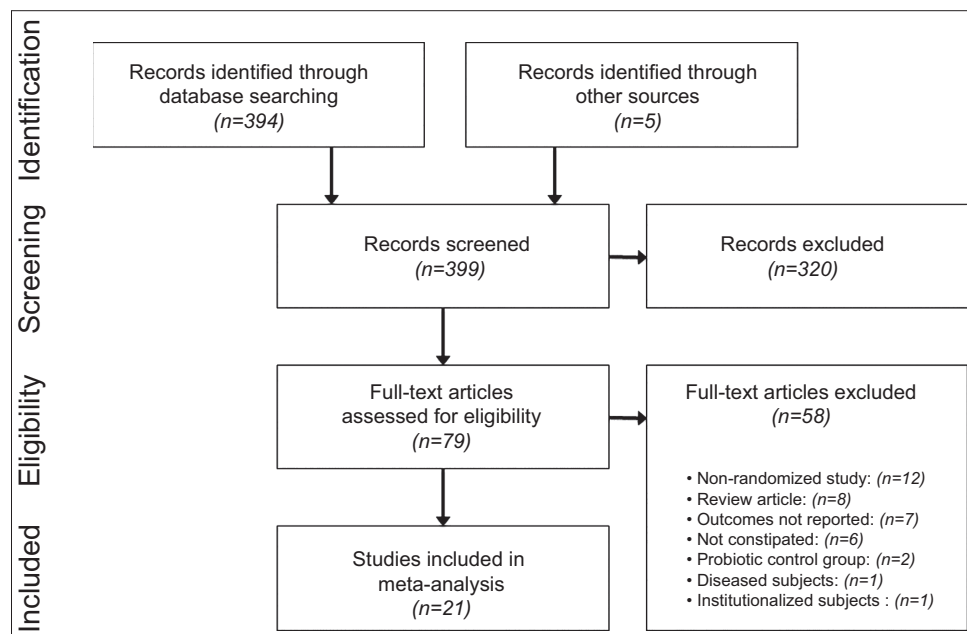 Identification
Records identified through
database searching
(n=394)
Records identified through
other sources
(n=5)
Screening
Records screened
(n=399)
Records excluded
(n=320)
Eligibility
Full-text articles
assessed for eligibility
(n=79)
Full-text articles excluded
(n=58)
• Non-randomized study: (n=12)
• Review article: (n=8)
• Outcomes not reported: (n=7)
• Not constipated: (n=6)
• Probiotic control group: (n=2)
• Diseased subjects: (n=1)
• Institutionalized subjects : (n=1)
Included
Studies included in
meta-analysis
(n=21)